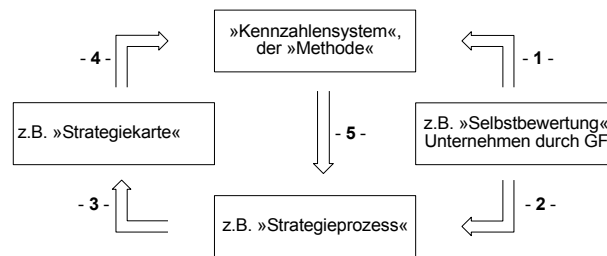 »Kennzahlensystem«,
der »Methode«
- 4 -
- 1 -
z.B. »Strategiekarte«
- 5 -
z.B. »Selbstbewertung«
Unternehmen durch GF
- 3 -
- 2 -
z.B. »Strategieprozess«